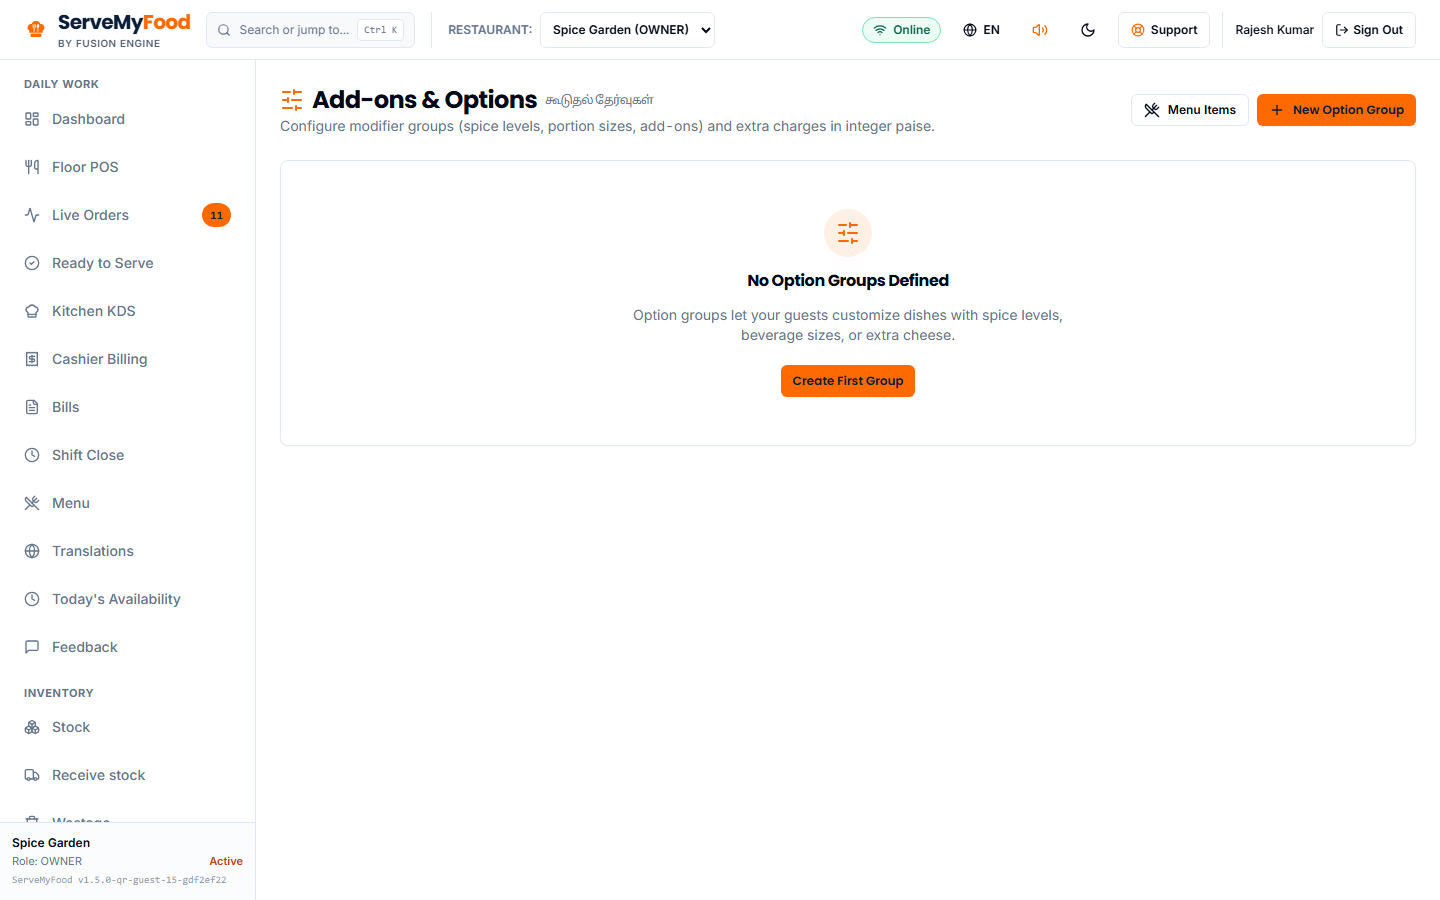 ServeMyFood
BY FUSION ENGINE
Search or jump to... Ctrl K
RESTAURANT: Spice Garden (OWNER)
Online
EN
Support
Rajesh Kumar
Sign Out
DAILY WORK
Dashboard
Floor POS
Live Orders 11
Ready to Serve
Kitchen KDS
Cashier Billing
Bills
Shift Close
Menu
Translations
Today's Availability
Feedback
INVENTORY
Stock
Receive stock
Wastage
Spice Garden
Role: OWNER Active
ServeMyFood v1.5.0-qr-guest-15-gdf2ef22
Add-ons & Options கூடுதல் தேர்வுகள்
Configure modifier groups (spice levels, portion sizes, add-ons) and extra charges in integer paise.
Menu Items
New Option Group
No Option Groups Defined
Option groups let your guests customize dishes with spice levels,
beverage sizes, or extra cheese.
Create First Group